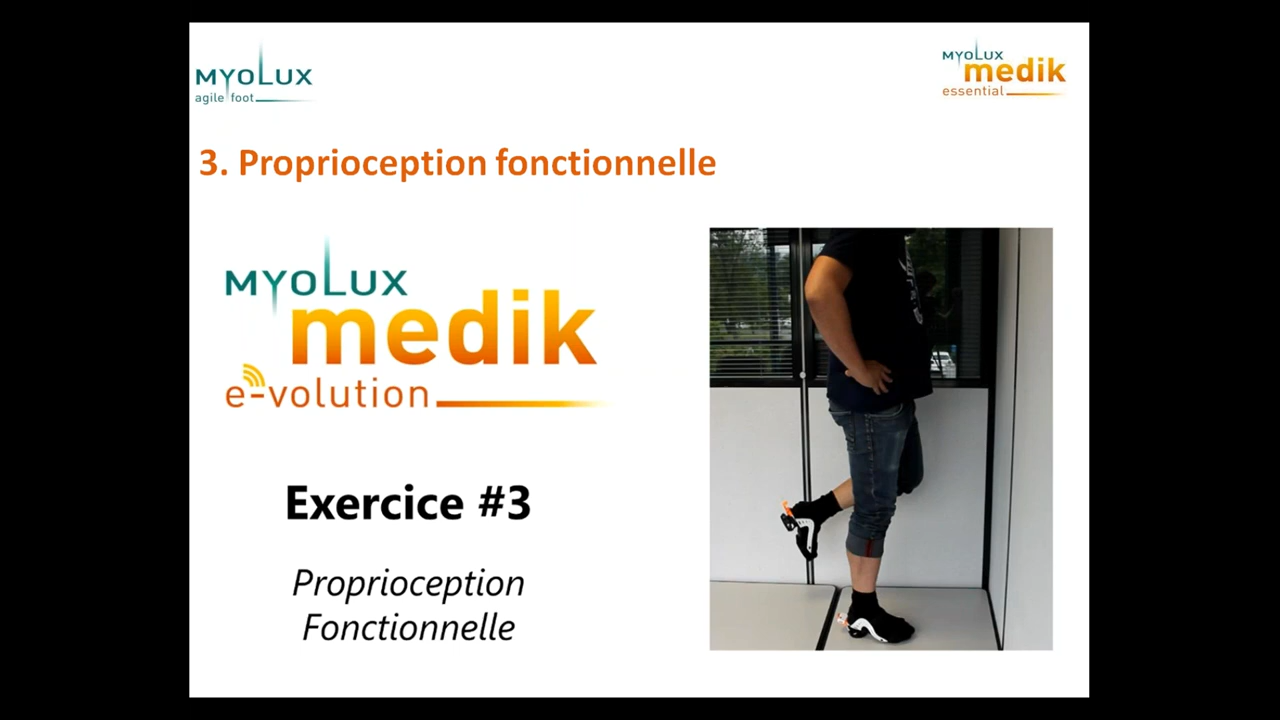 MYOLUX
agile foot
MYOLUX
medik
essential
3. Proprioception fonctionnelle
MYOLUX
medik
e-volution
Exercice #3
Proprioception
Fonctionnelle